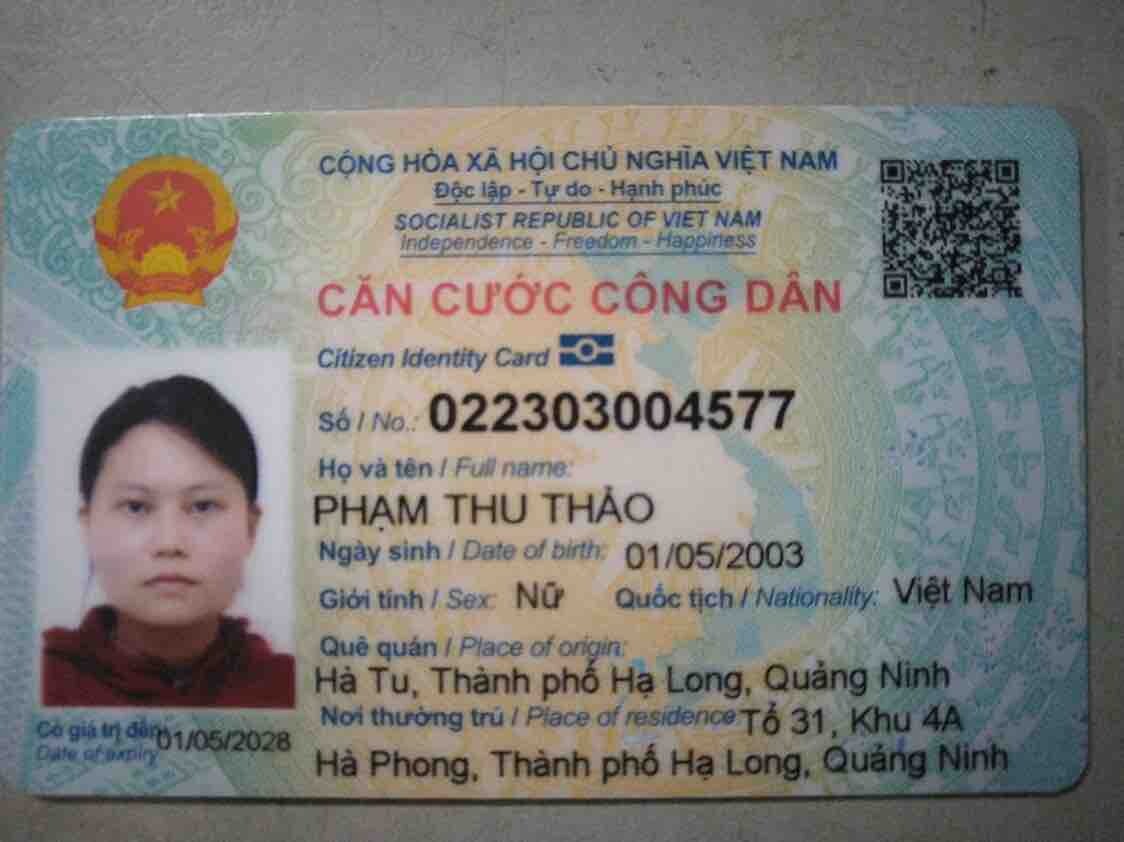 CỘNG HÒA XÃ HỘI CHỦ NGHĨA VIỆT NAM
Độc lập - Tự do - Hạnh phúc
SOCIALIST REPUBLIC OF VIET NAM
Independence - Freedom - Happiness
CĂN CƯỚC CÔNG DÂN
Citizen Identity Card
Số / No.: 022303004577
Họ và tên / Full name:
PHẠM THU THẢO
Ngày sinh / Date of birth: 01/05/2003
Giới tính / Sex: Nữ Quốc tịch / Nationality: Việt Nam
Quê quán / Place of origin:
Hà Tu, Thành phố Hạ Long, Quảng Ninh
Nơi thường trú / Place of residence: Tổ 31, Khu 4A
Hà Phong, Thành phố Hạ Long, Quảng Ninh
Có giá trị đến: 01/05/2028
Date of expiry